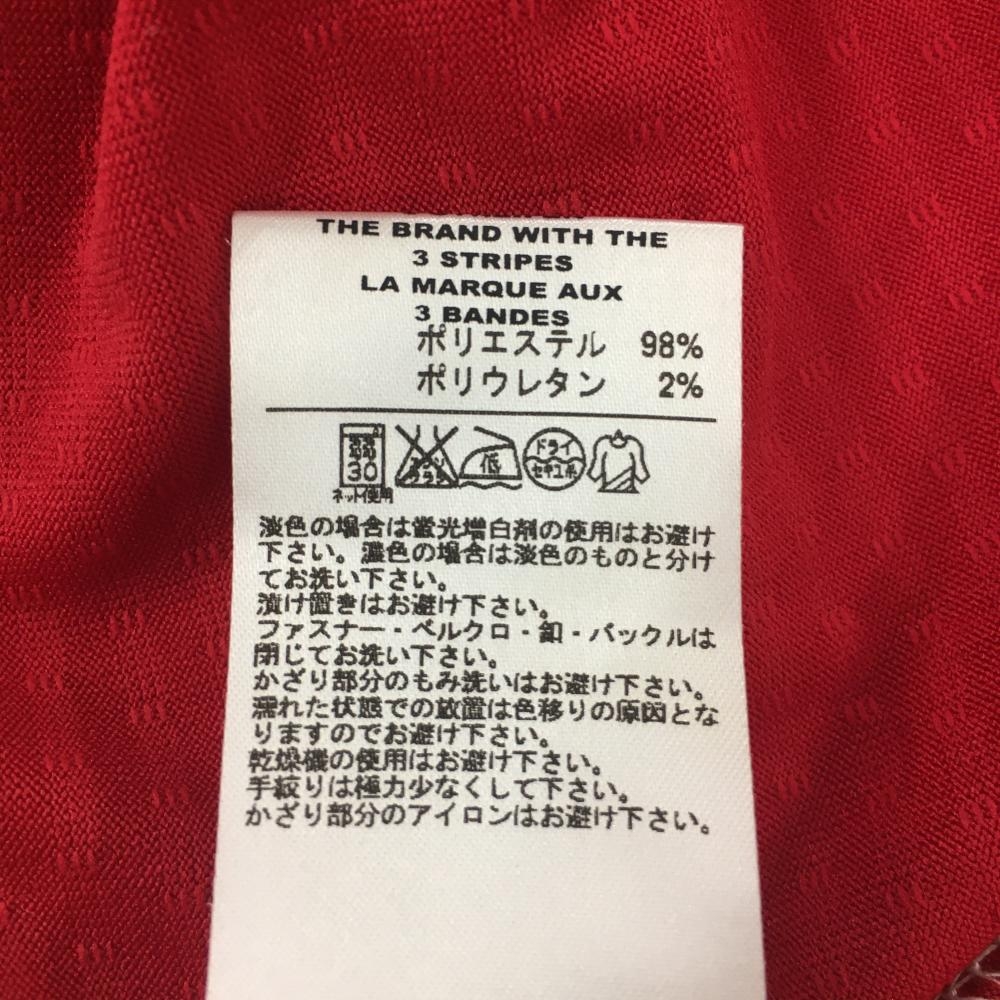 THE BRAND WITH THE
3 STRIPES
LA MARQUE AUX
3 BANDES
ポリエステル 98%
ポリウレタン 2%
30 低 ドライ
セキユ系
ネット使用
淡色の場合は蛍光増白剤の使用はお避け
下さい。濃色の場合は淡色のものと分け
てお洗い下さい。
漬け置きはお避け下さい。
ファスナー・ベルクロ・釦・バックルは
閉じてお洗い下さい。
かざり部分のもみ洗いはお避け下さい。
濡れた状態での放置は色移りの原因とな
りますのでお避け下さい。
乾燥機の使用はお避け下さい。
手絞りは極力少なくして下さい。
かざり部分のアイロンはお避け下さい。